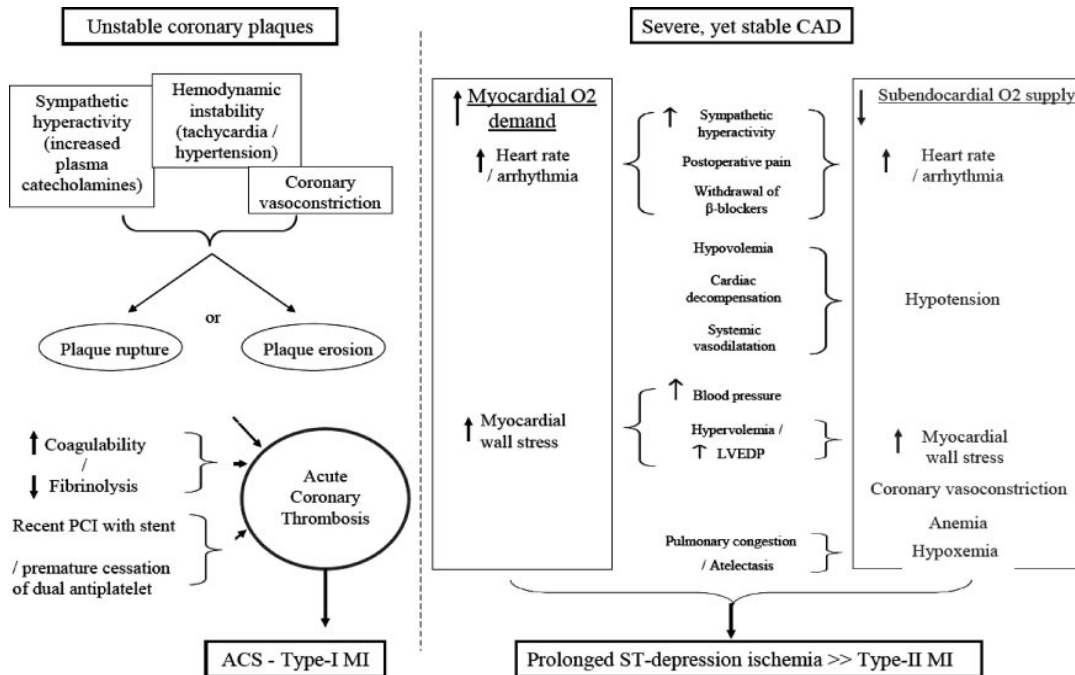 Unstable coronary plaques
Sympathetic
hyperactivity
(increased
plasma
catecholamines)
Hemodynamic
instability
(tachycardia /
hypertension)
Coronary
vasoconstriction
or
Plaque rupture
Plaque erosion
↑ Coagulability
/
↓ Fibrinolysis
Recent PCI with stent
/ premature cessation
of dual antiplatelet
Acute
Coronary
Thrombosis
ACS - Type-I MI
Severe, yet stable CAD
↑ Myocardial O2
demand
↑ Heart rate
/ arrhythmia
↑ Myocardial
wall stress
↑ Sympathetic
hyperactivity
Postoperative pain
Withdrawal of
β-blockers
Hypovolemia
Cardiac
decompensation
Systemic
vasodilatation
↑ Blood pressure
Hypervolemia /
↑ LVEDP
Pulmonary congestion
/ Atelectasis
↓ Subendocardial O2 supply
↑ Heart rate
/ arrhythmia
Hypotension
↑ Myocardial
wall stress
Coronary vasoconstriction
Anemia
Hypoxemia
Prolonged ST-depression ischemia >> Type-II MI